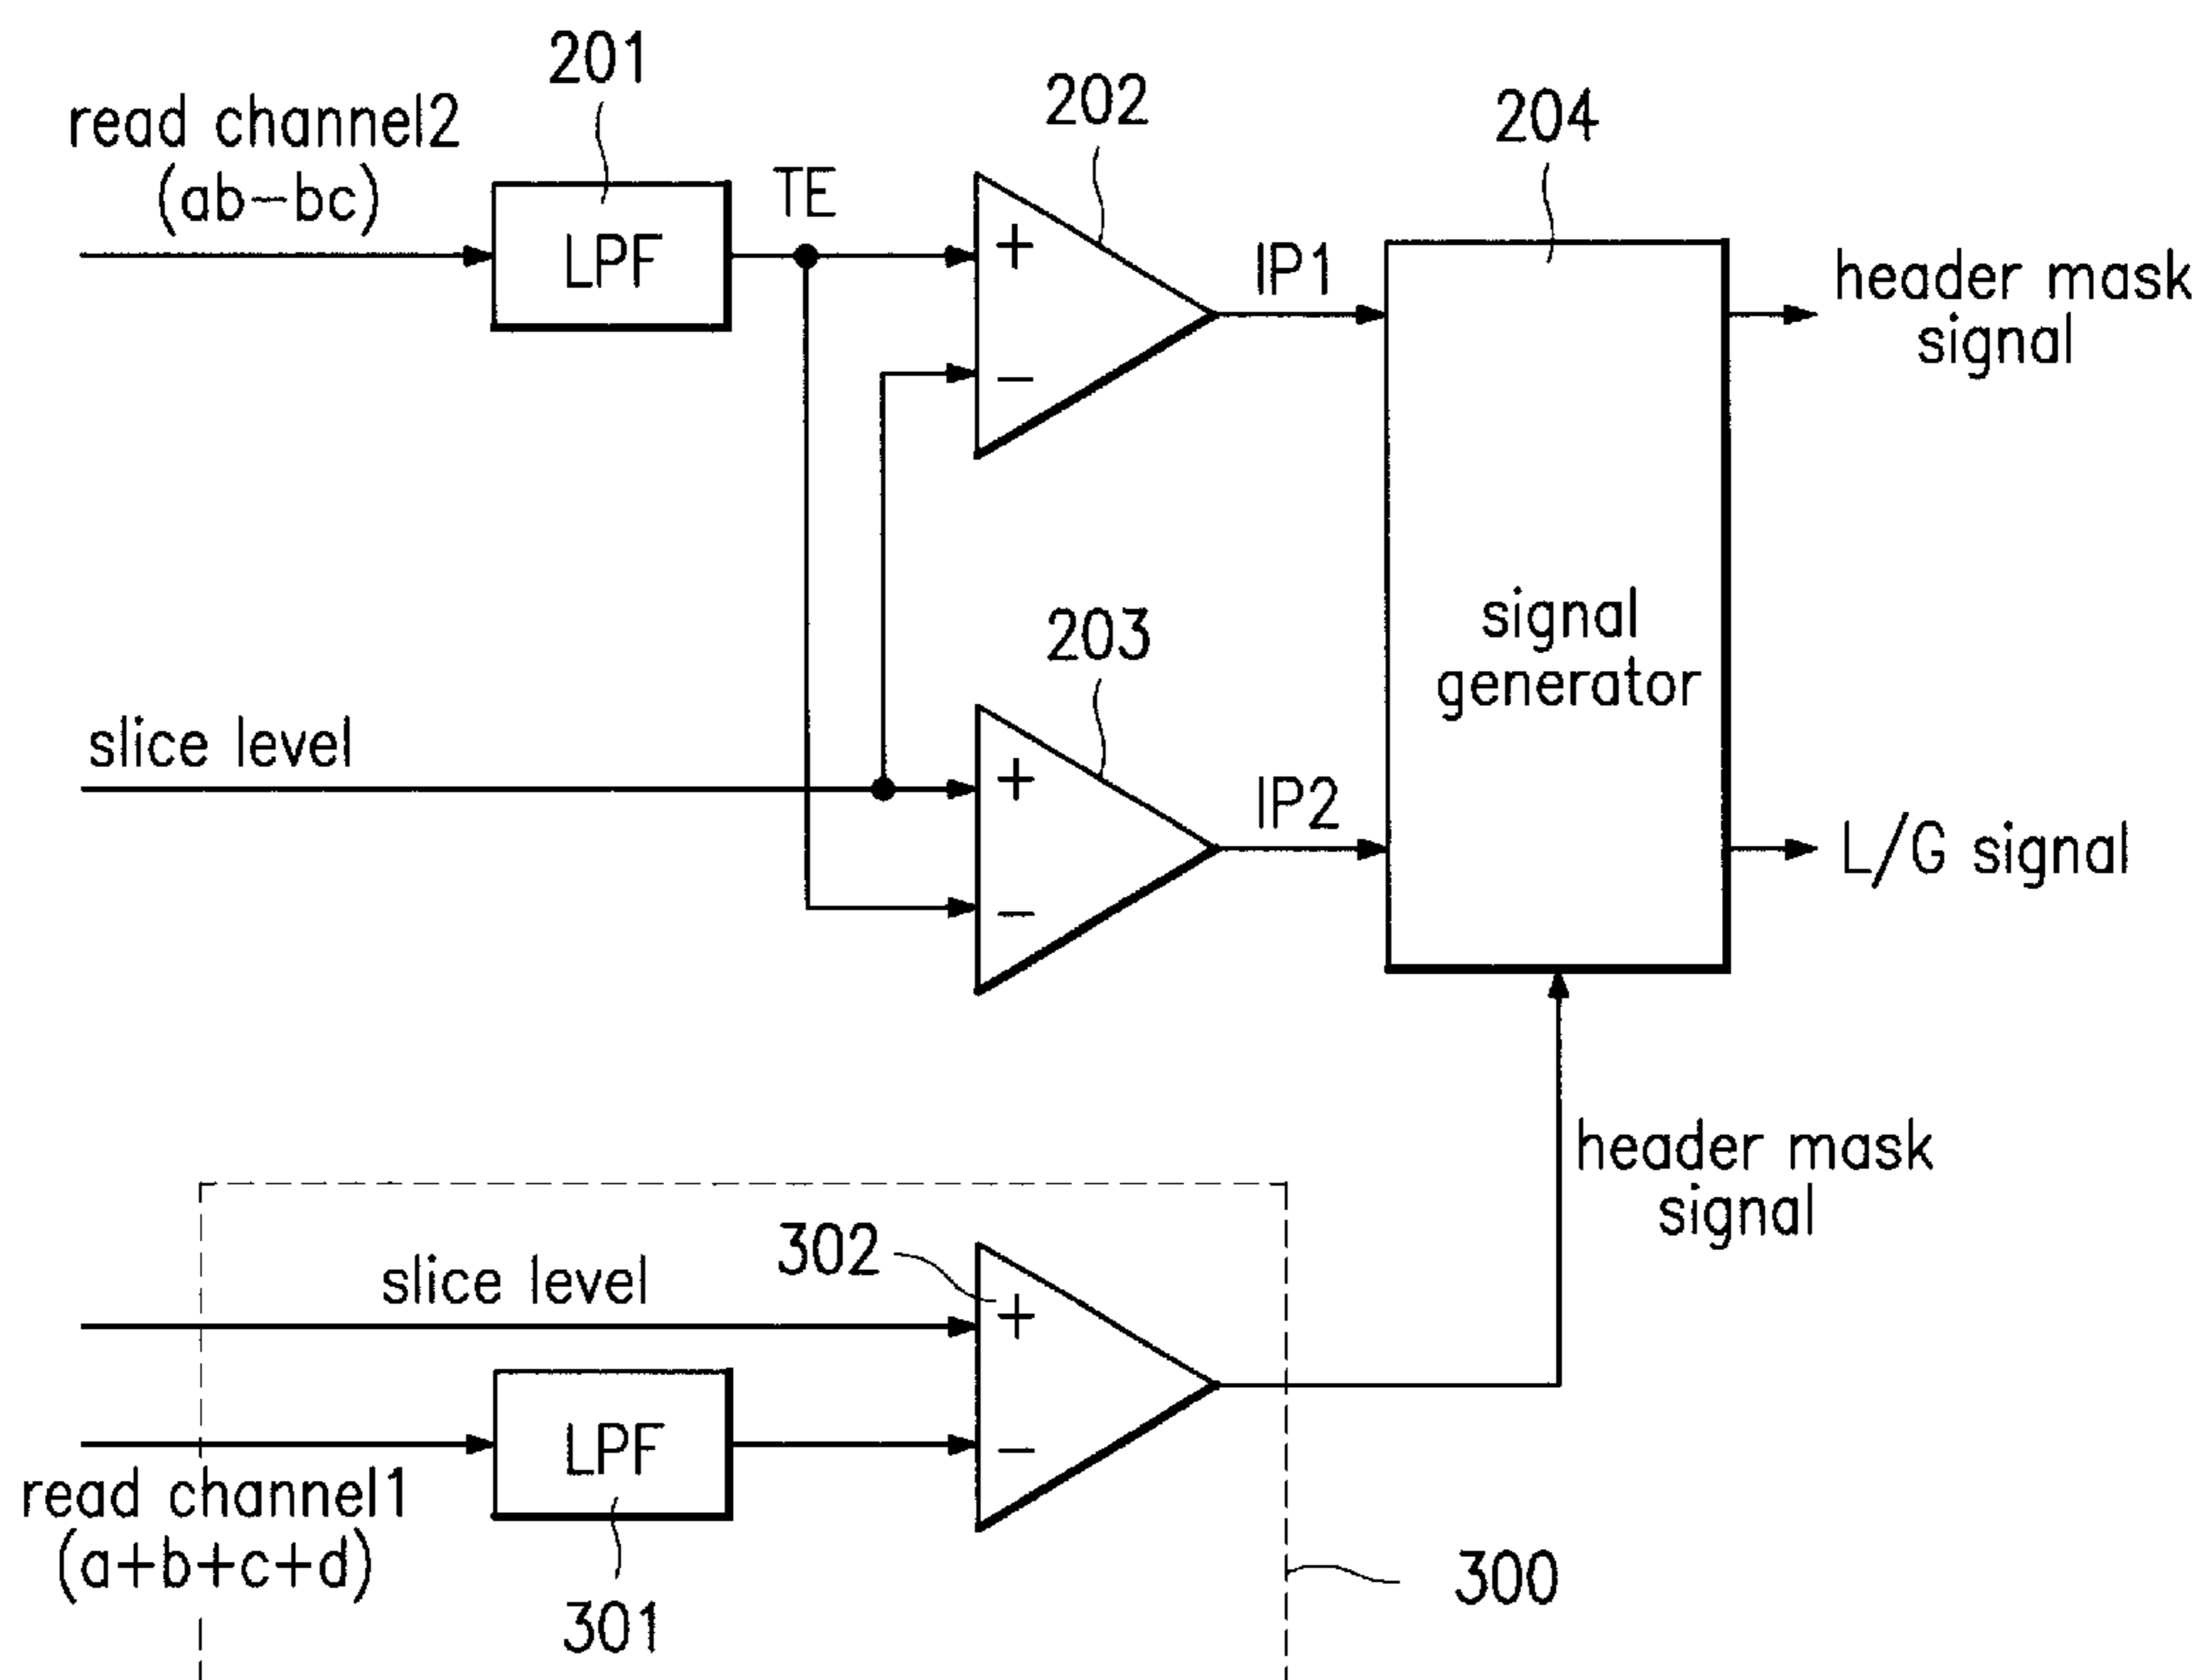 201
202
204
read channel2
(ab-bc)
LPF
TE
+
-
IP1
header mask
signal
203
signal
generator
slice level
+
-
IP2
L/G signal
header mask
signal
302
slice level
+
-
LPF
read channel1
(a+b+c+d)
301
300